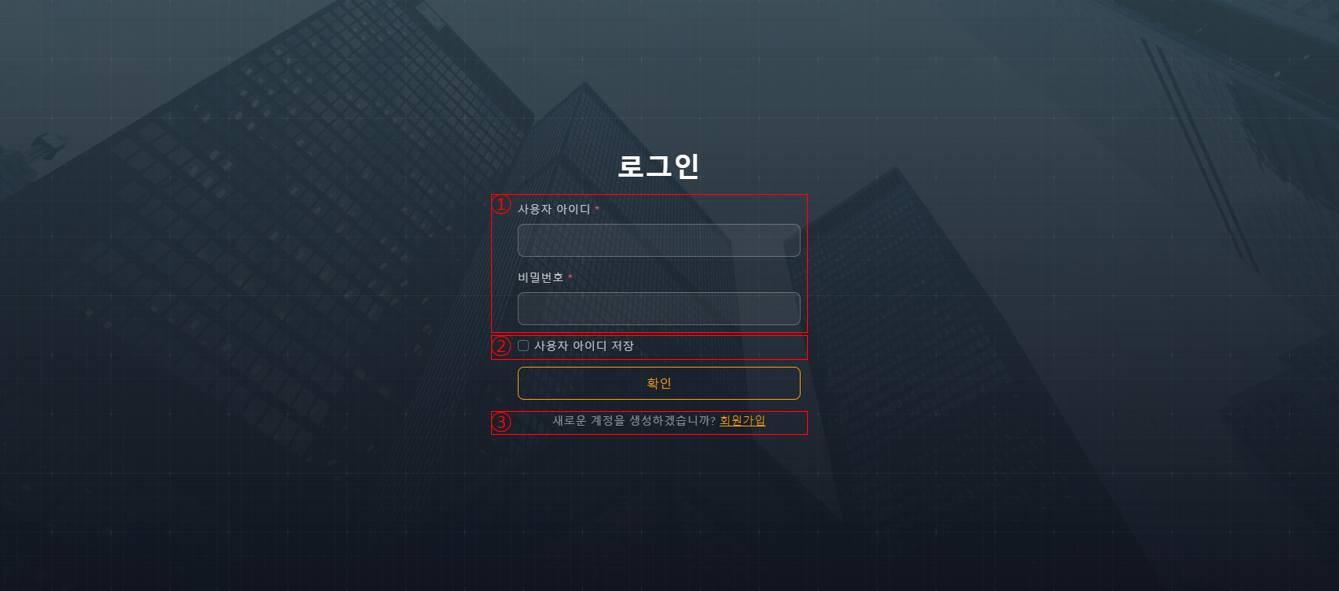 로그인
① 사용자 아이디 *
비밀번호 *
② 사용자 아이디 저장
확인
③ 새로운 계정을 생성하겠습니까? 회원가입